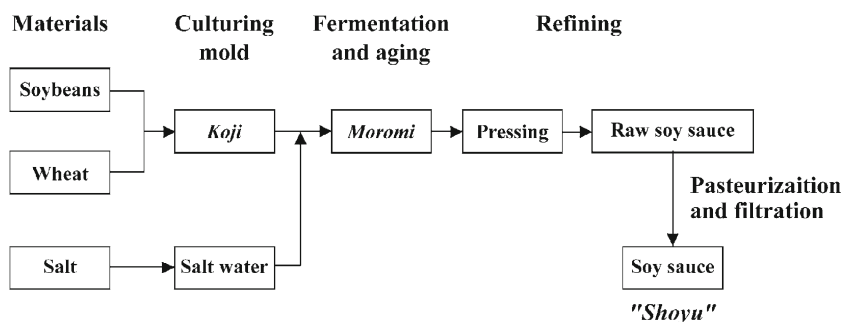 Materials
Culturing
mold
Fermentation
and aging
Refining
Soybeans
Wheat
Koji
Moromi
Pressing
Raw soy sauce
Pasteurizaition
and filtration
Salt
Salt water
Soy sauce
"Shoyu"